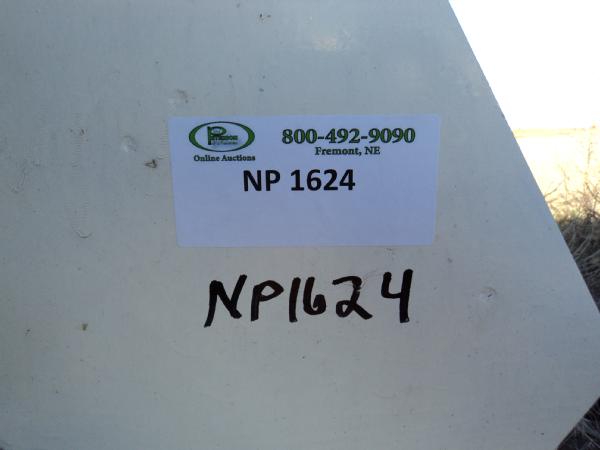 800-492-9090
Fremont, NE
Online Auctions
NP 1624
NP1624